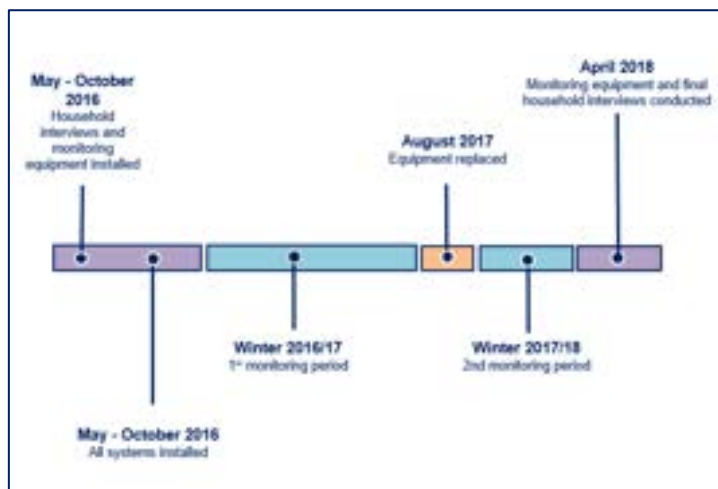 May - October
2016
Household
interviews and
monitoring
equipment installed
August 2017
Equipment replaced
April 2018
Monitoring equipment and final
household interviews conducted
May - October 2016
All systems installed
Winter 2016/17
1st monitoring period
Winter 2017/18
2nd monitoring period